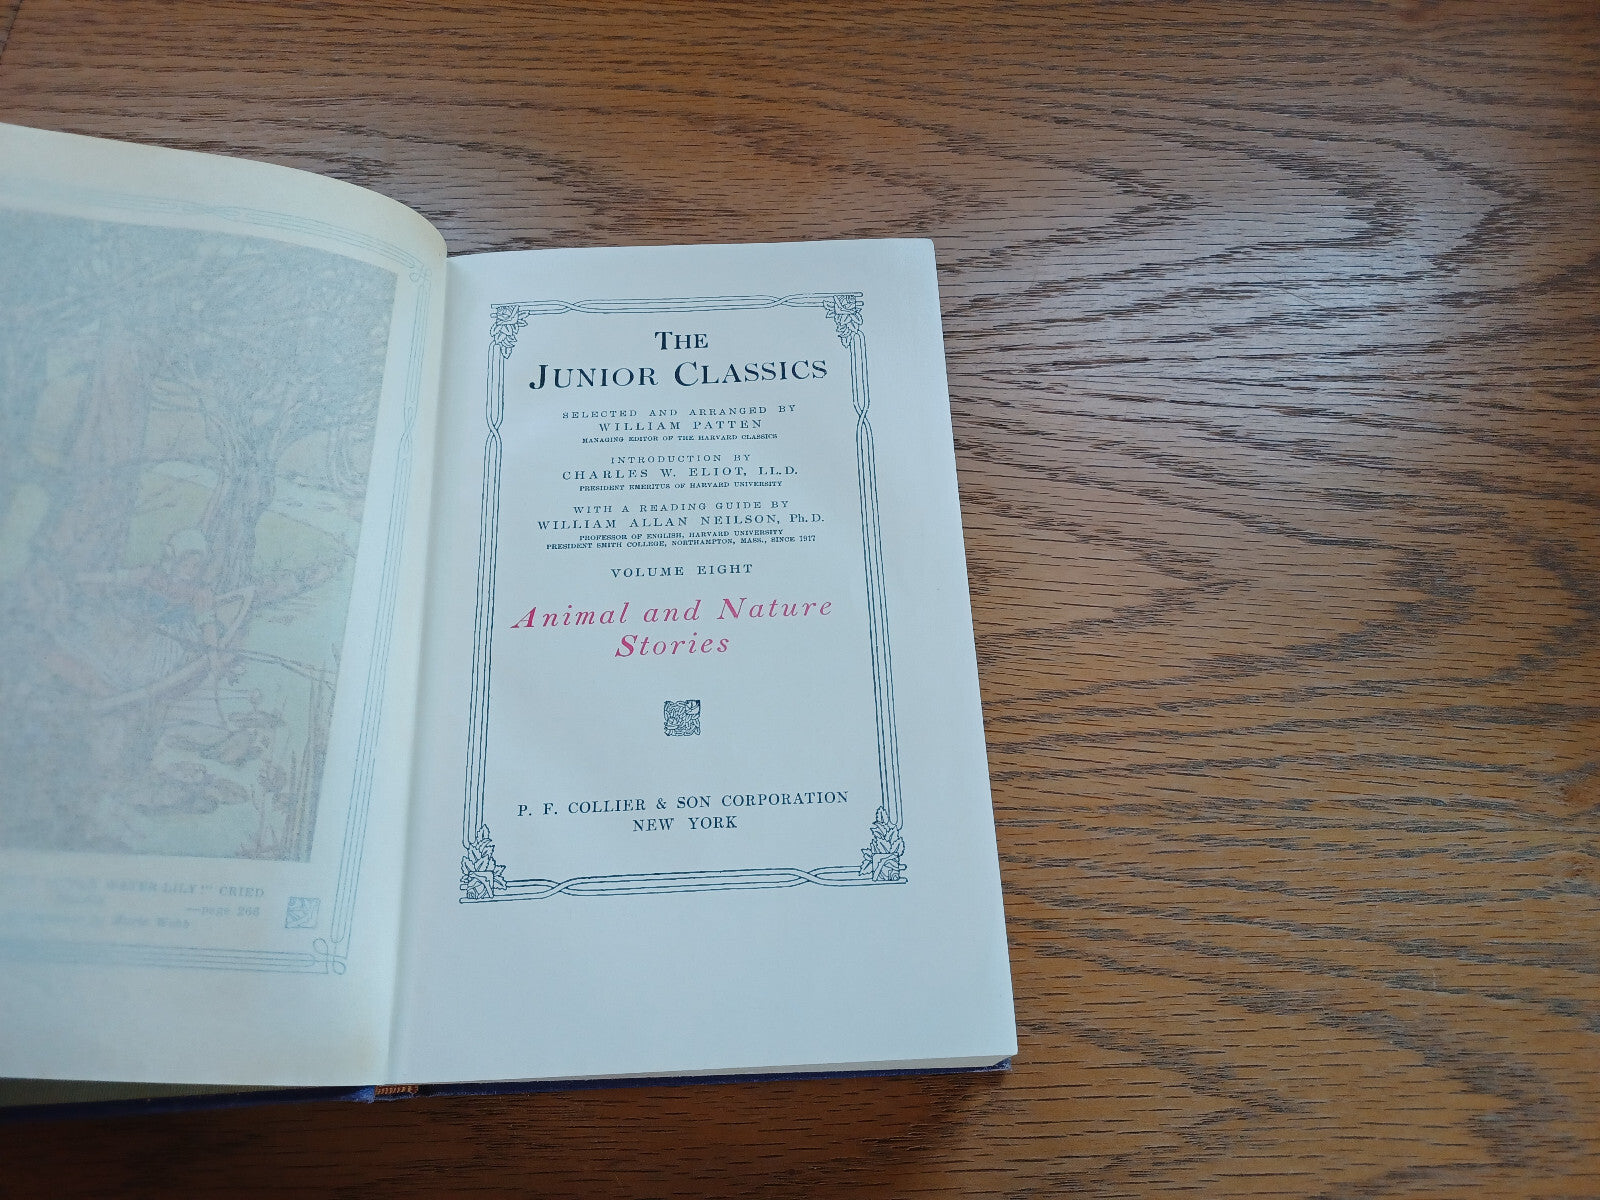 WATER LILY!" CRIED
—page 266
THE
JUNIOR CLASSICS
SELECTED AND ARRANGED BY
WILLIAM PATTEN
MANAGING EDITOR OF THE HARVARD CLASSICS
INTRODUCTION BY
CHARLES W. ELIOT, LL.D.
PRESIDENT EMERITUS OF HARVARD UNIVERSITY
WITH A READING GUIDE BY
WILLIAM ALLAN NEILSON, Ph.D.
PROFESSOR OF ENGLISH, HARVARD UNIVERSITY
PRESIDENT SMITH COLLEGE, NORTHAMPTON, MASS., SINCE 1917
VOLUME EIGHT
Animal and Nature
Stories
P. F. COLLIER & SON CORPORATION
NEW YORK